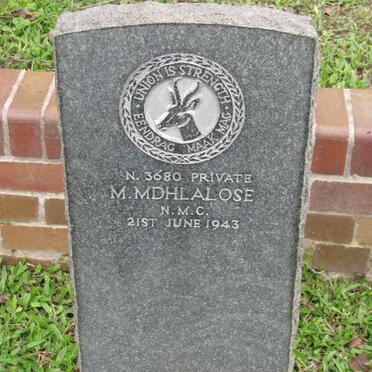 UNION IS STRENGTH
EENDRAG MAAK MAG
N. 3680 PRIVATE
M. MDHLALOSE
N.M.C.
21ST JUNE 1943